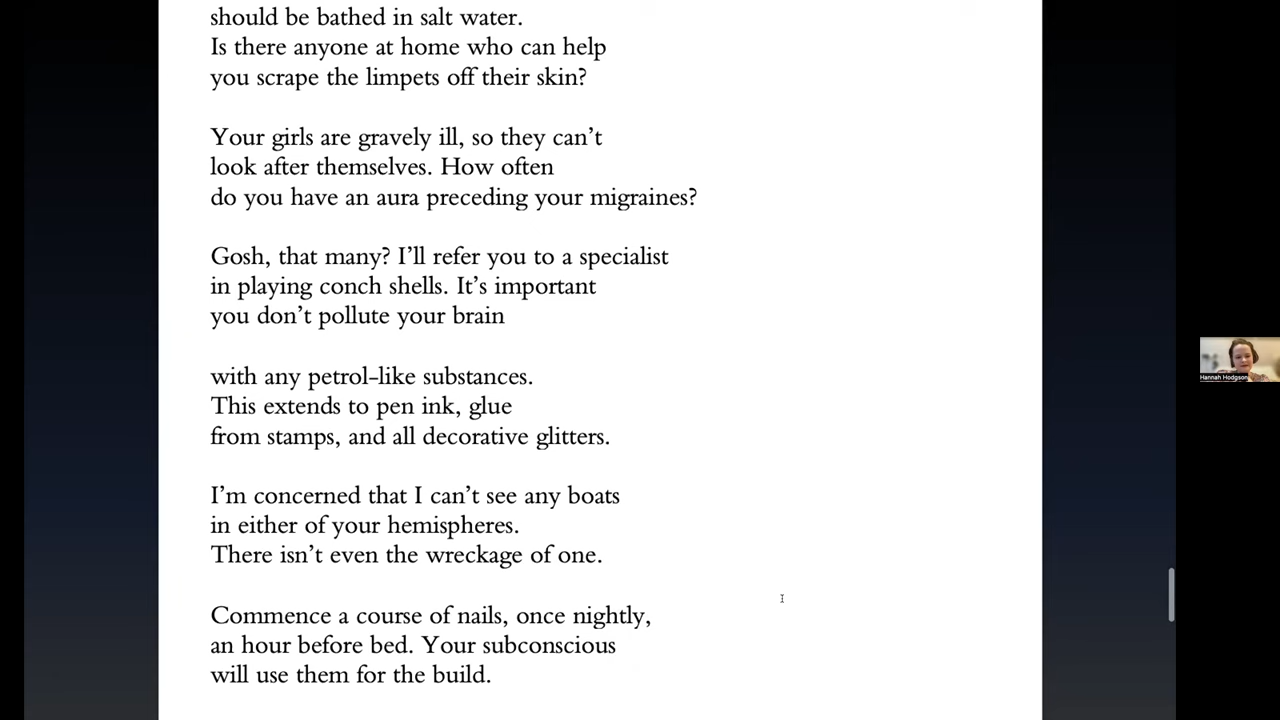 should be bathed in salt water.
Is there anyone at home who can help
you scrape the limpets off their skin?
Your girls are gravely ill, so they can’t
look after themselves. How often
do you have an aura preceding your migraines?
Gosh, that many? I’ll refer you to a specialist
in playing conch shells. It’s important
you don’t pollute your brain
with any petrol-like substances.
This extends to pen ink, glue
from stamps, and all decorative glitters.
I’m concerned that I can’t see any boats
in either of your hemispheres.
There isn’t even the wreckage of one.
Commence a course of nails, once nightly,
an hour before bed. Your subconscious
will use them for the build.
Hannah Hodgson